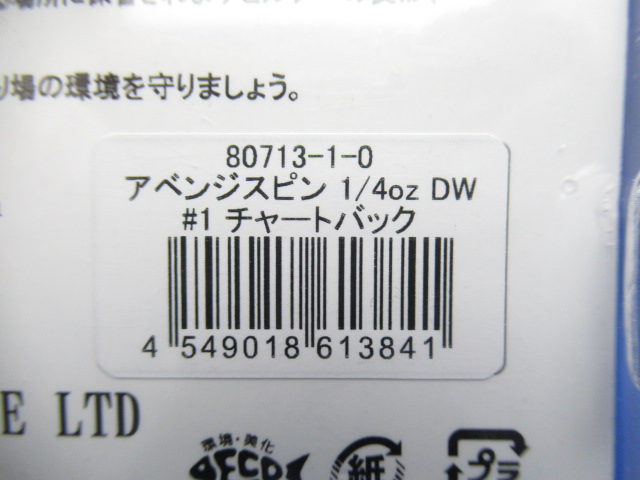 り場の環境を守りましょう。
80713-1-0
アベンジスピン 1/4oz DW
#1 チャートバック
4 549018 613841
E LTD
環境・美化
紙
プラ